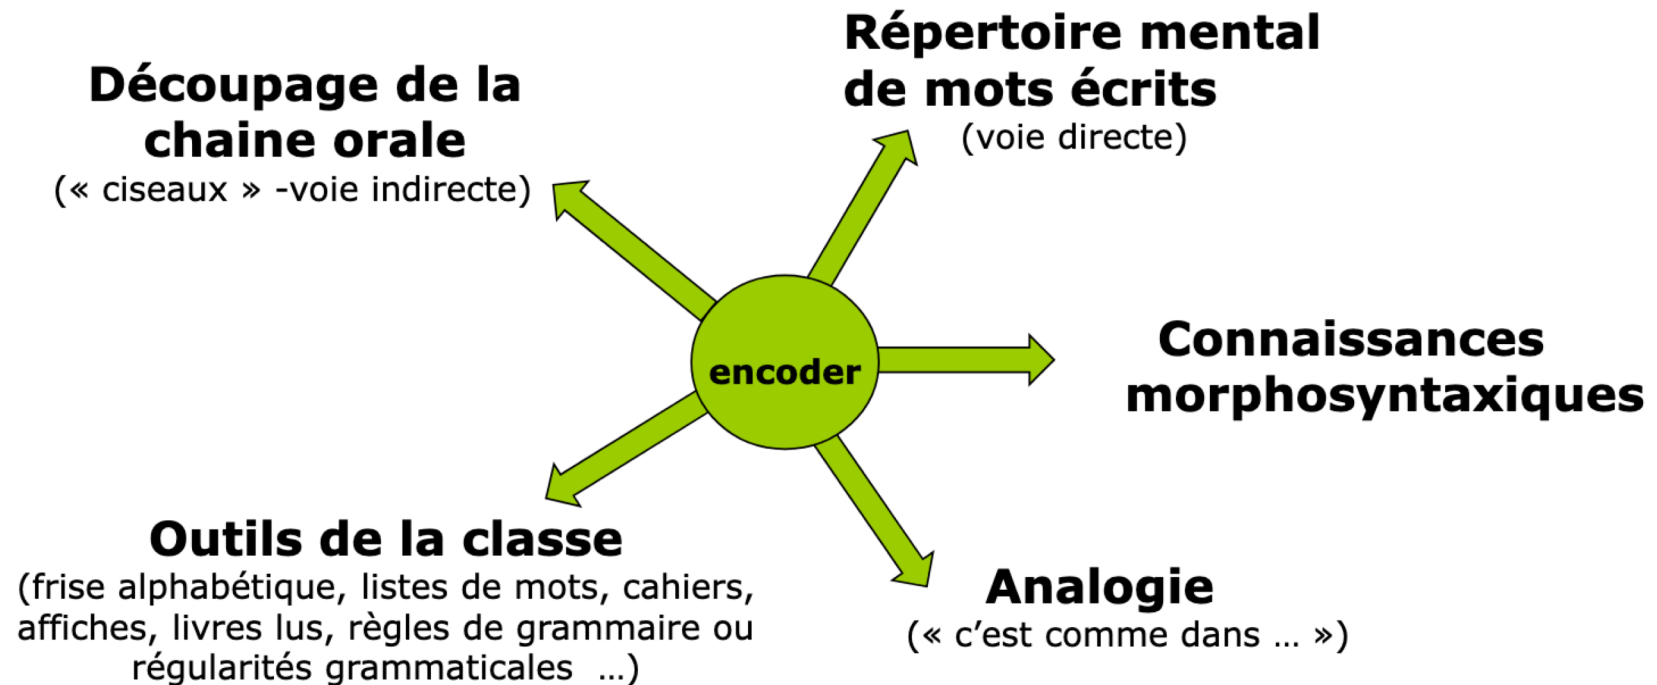 Découpage de la
chaine orale
(« ciseaux » -voie indirecte)
Répertoire mental
de mots écrits
(voie directe)
encoder
Connaissances
morphosyntaxiques
Outils de la classe
(frise alphabétique, listes de mots, cahiers,
affiches, livres lus, règles de grammaire ou
régularités grammaticales  ...)
Analogie
(« c’est comme dans ... »)